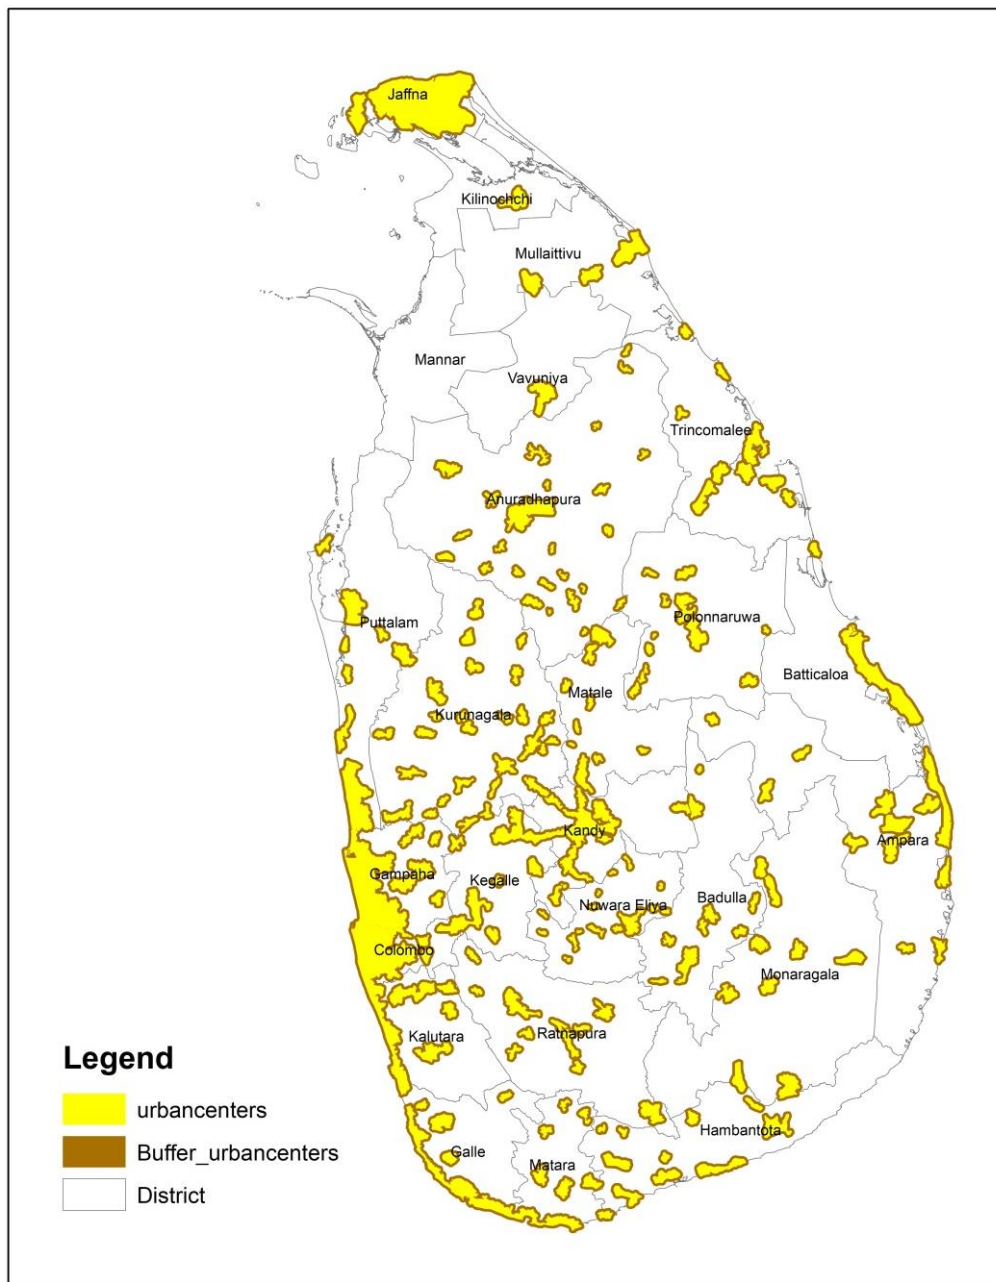 Jaffna
Kilinochchi
Mullaittivu
Mannar
Vavuniya
Trincomalee
Anuradhapura
Puttalam
Polonnaruwa
Batticaloa
Matale
Kurunagala
Kandy
Ampara
Gampaha
Kegalle
Badulla
Nuwara Eliya
Colombo
Monaragala
Kalutara
Ratnapura
Hambantota
Galle
Matara
Legend
urbancenters
Buffer_urbancenters
District